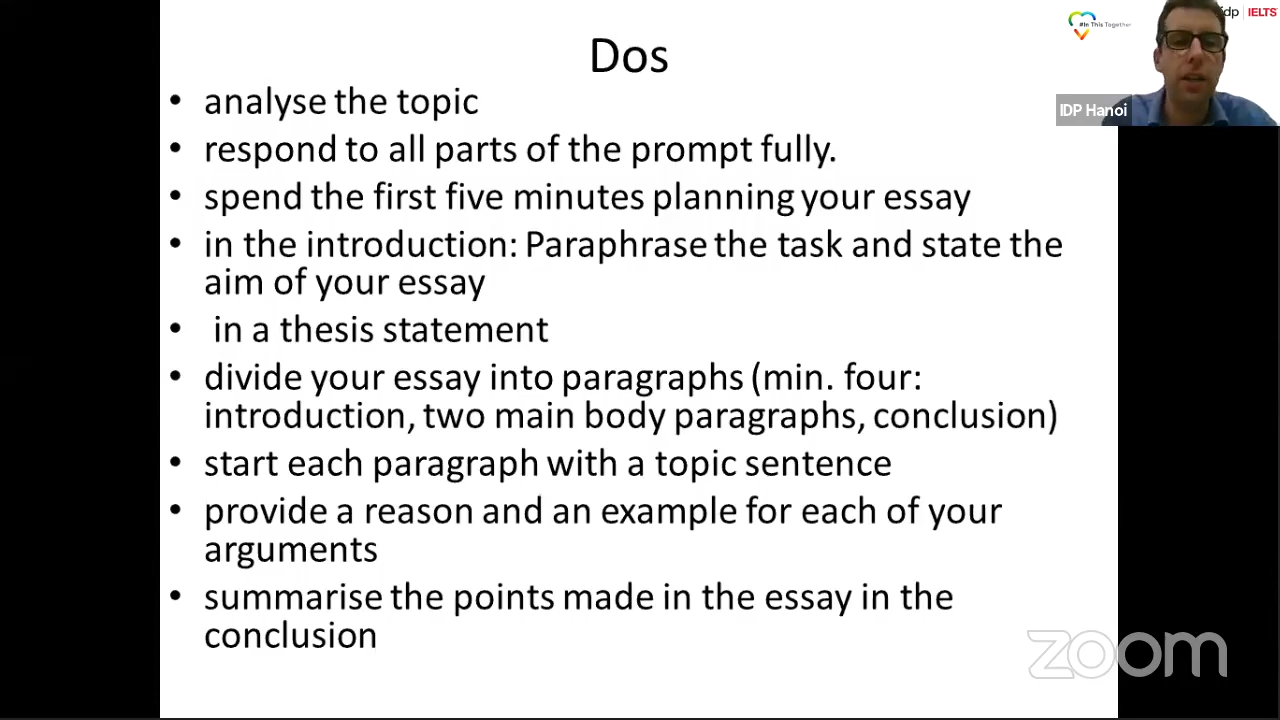 #In This Together
idp IELTS
IDP Hanoi
Dos
• analyse the topic
• respond to all parts of the prompt fully.
• spend the first five minutes planning your essay
• in the introduction: Paraphrase the task and state the
aim of your essay
• in a thesis statement
• divide your essay into paragraphs (min. four:
introduction, two main body paragraphs, conclusion)
• start each paragraph with a topic sentence
• provide a reason and an example for each of your
arguments
• summarise the points made in the essay in the
conclusion
zoom